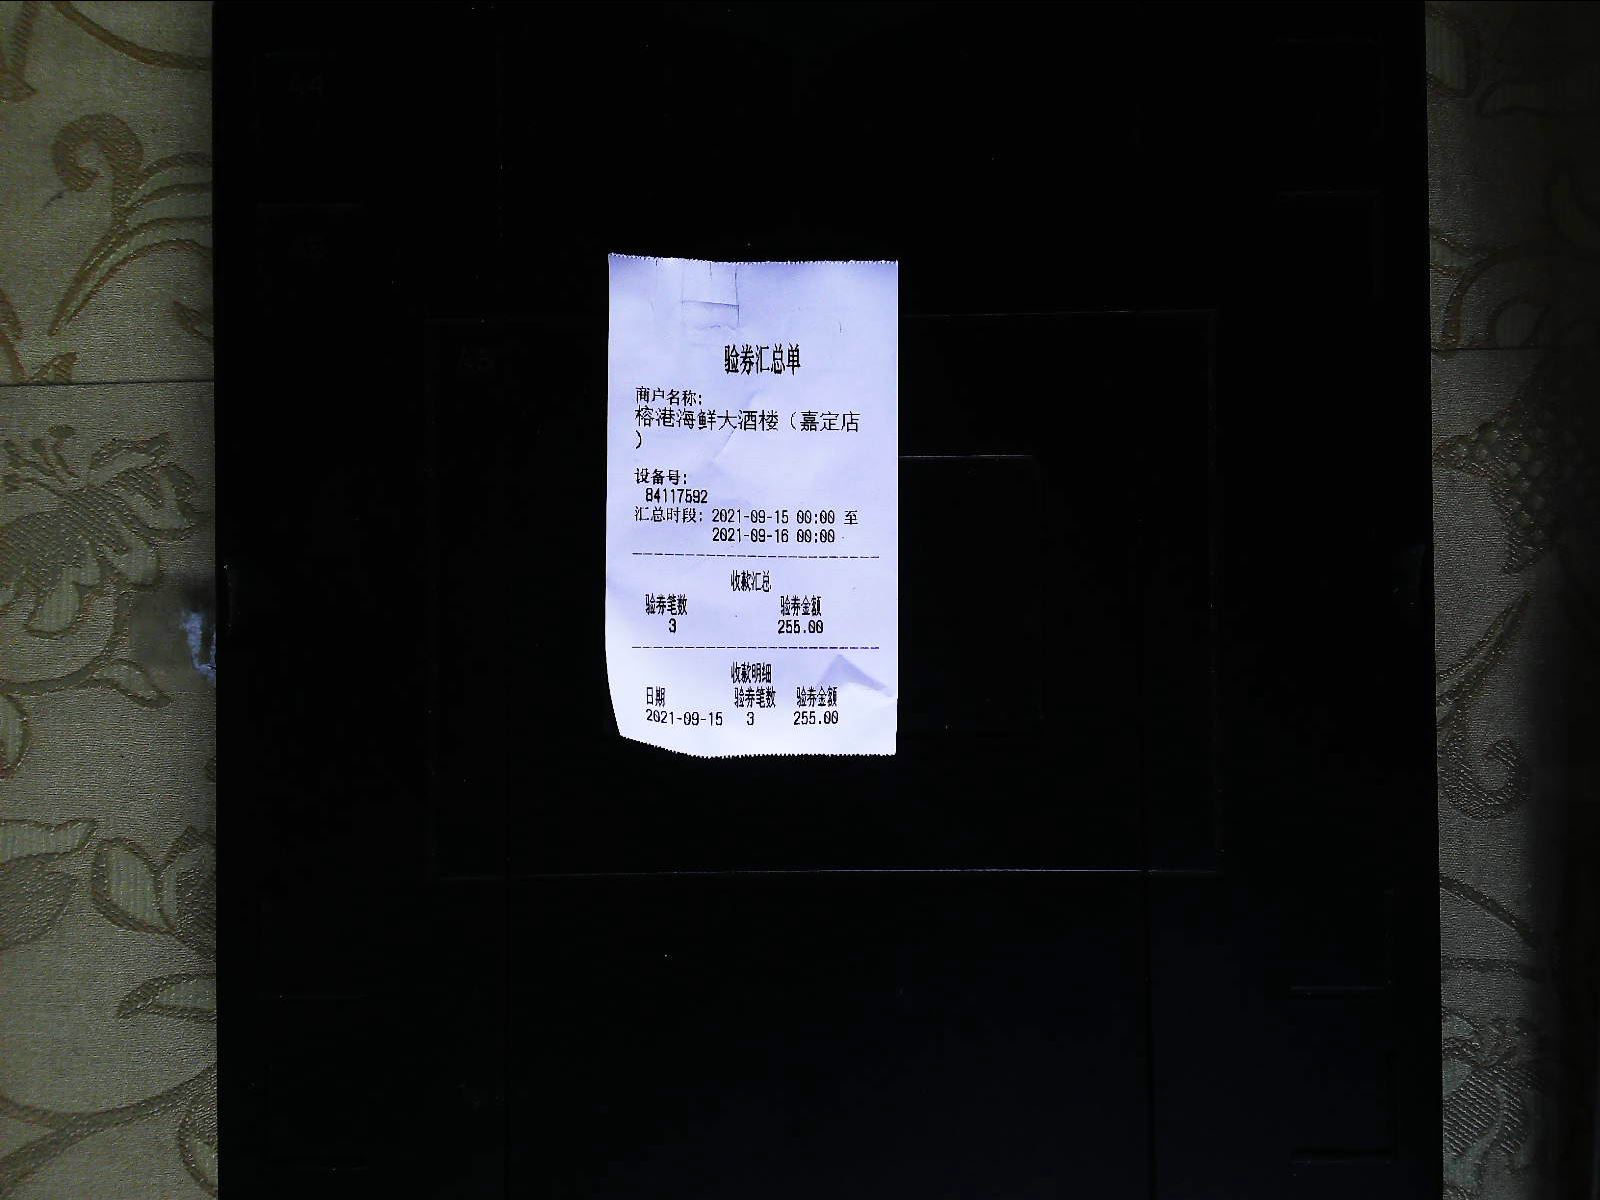 验券汇总单
商户名称:
榕港海鲜大酒楼（嘉定店
）
设备号:
84117592
汇总时段: 2021-09-15 00:00 至
2021-09-16 00:00
收款汇总
验券笔数 验券金额
3 255.00
收款明细
日期 验券笔数 验券金额
2021-09-15 3 255.00
A4
A5